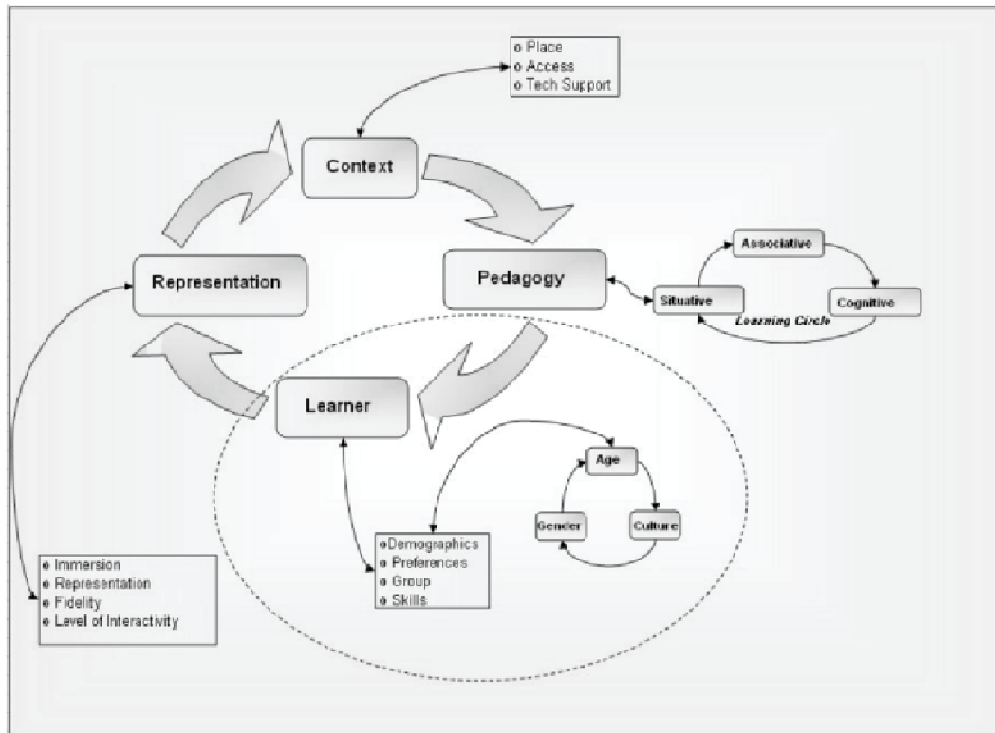 o Place
o Access
o Tech Support
Context
Representation
Pedagogy
Associative
Situative
Cognitive
Learning Circle
Learner
Age
Gender
Culture
Demographics
Preferences
Group
Skills
Immersion
Representation
Fidelity
Level of Interactivity